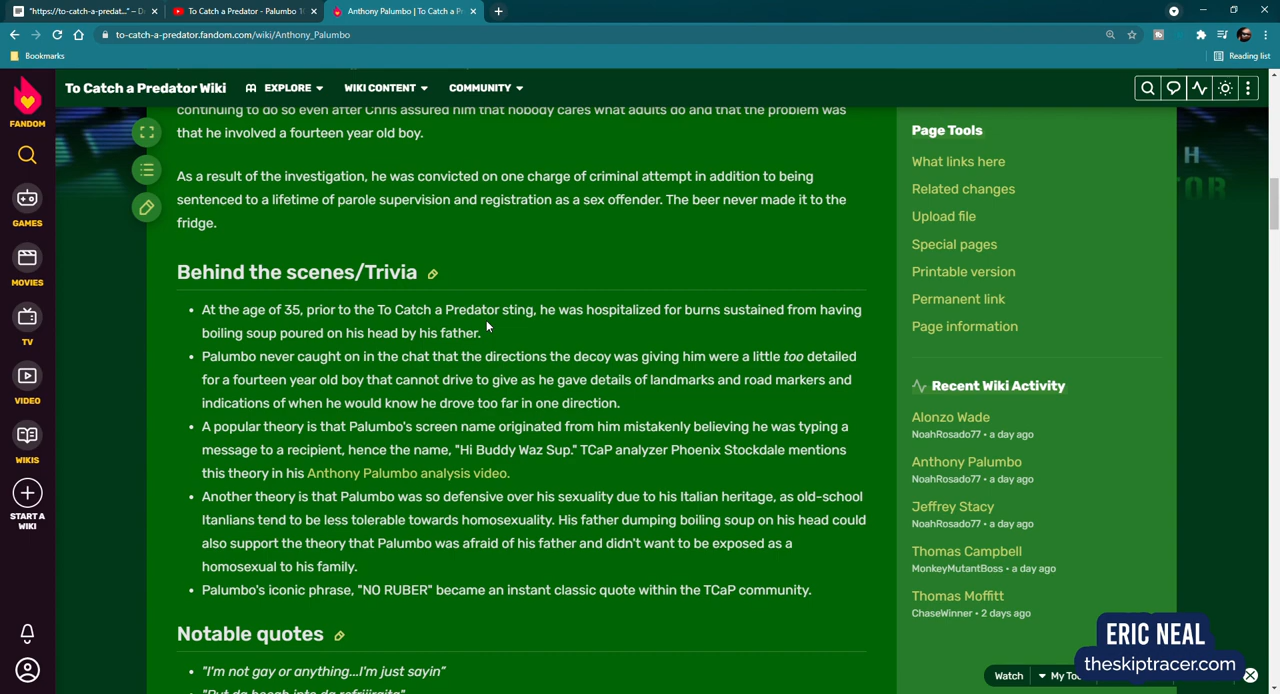 "https://to-catch-a-predat..." – D
To Catch a Predator - Palumbo 1
Anthony Palumbo | To Catch a P
to-catch-a-predator.fandom.com/wiki/Anthony_Palumbo
Bookmarks
Reading list
FANDOM
GAMES
MOVIES
TV
VIDEO
WIKIS
START A
WIKI
To Catch a Predator Wiki
EXPLORE
WIKI CONTENT
COMMUNITY
continuing to do so even after Chris assured him that nobody cares what adults do and that the problem was
that he involved a fourteen year old boy.
As a result of the investigation, he was convicted on one charge of criminal attempt in addition to being
sentenced to a lifetime of parole supervision and registration as a sex offender. The beer never made it to the
fridge.
Behind the scenes/Trivia
• At the age of 35, prior to the To Catch a Predator sting, he was hospitalized for burns sustained from having
boiling soup poured on his head by his father.
• Palumbo never caught on in the chat that the directions the decoy was giving him were a little too detailed
for a fourteen year old boy that cannot drive to give as he gave details of landmarks and road markers and
indications of when he would know he drove too far in one direction.
• A popular theory is that Palumbo's screen name originated from him mistakenly believing he was typing a
message to a recipient, hence the name, "Hi Buddy Waz Sup." TCaP analyzer Phoenix Stockdale mentions
this theory in his Anthony Palumbo analysis video.
• Another theory is that Palumbo was so defensive over his sexuality due to his Italian heritage, as old-school
Itanlians tend to be less tolerable towards homosexuality. His father dumping boiling soup on his head could
also support the theory that Palumbo was afraid of his father and didn't want to be exposed as a
homosexual to his family.
• Palumbo's iconic phrase, "NO RUBER" became an instant classic quote within the TCaP community.
Notable quotes
• "I'm not gay or anything...I'm just sayin"
Page Tools
What links here
Related changes
Upload file
Special pages
Printable version
Permanent link
Page information
Recent Wiki Activity
Alonzo Wade
NoahRosado77 • a day ago
Anthony Palumbo
NoahRosado77 • a day ago
Jeffrey Stacy
NoahRosado77 • a day ago
Thomas Campbell
MonkeyMutantBoss • a day ago
Thomas Moffitt
ChaseWinner • 2 days ago
ERIC NEAL
theskiptracer.com
Watch
My To